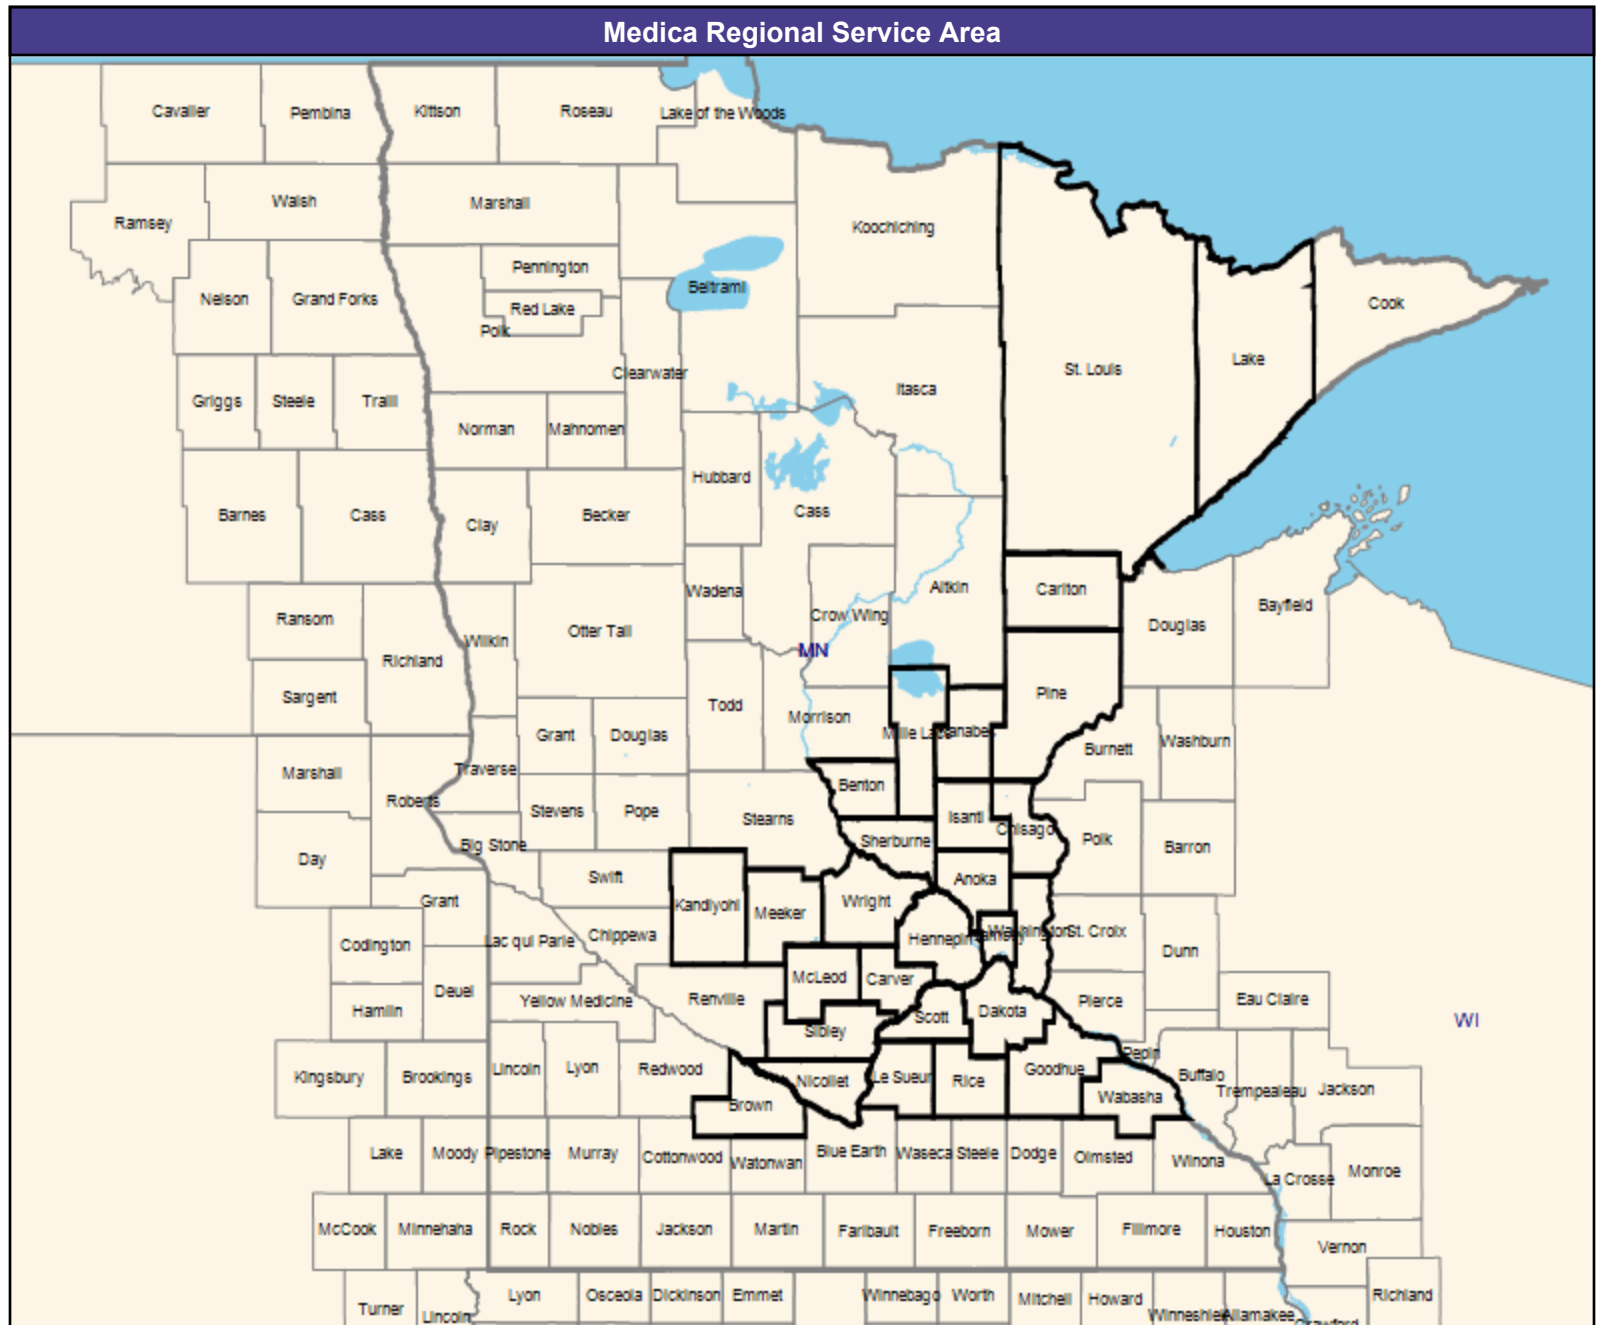 Medica Regional Service Area
Cavalier
Pembina
Kittson
Roseau
Lake of the Woods
Ramsey
Walsh
Marshall
Koochiching
Nelson
Grand Forks
Pennington
Red Lake
Polk
Beltrami
Cook
Lake
St. Louis
Clearwater
Itasca
Griggs
Steele
Traill
Norman
Mahnomen
Hubbard
Cass
Barnes
Cass
Clay
Becker
Wadena
Crow Wing
Aitkin
Carlton
Ransom
Richland
Wilkin
Otter Tail
MN
Douglas
Bayfield
Sargent
Todd
Morrison
Pine
Grant
Douglas
Mille Lacs
Kanabec
Burnett
Washburn
Marshall
Roberts
Traverse
Stevens
Pope
Stearns
Benton
Sherburne
Isanti
Chisago
Polk
Barron
Day
Big Stone
Swift
Grant
Kandiyohi
Meeker
Wright
Anoka
Codington
Lac qui Parle
Chippewa
Hennepin
Ramsey
Washington
St. Croix
Dunn
Hamlin
Deuel
Yellow Medicine
Renville
McLeod
Carver
Scott
Dakota
Pierce
Eau Claire
WI
Sibley
Kingsbury
Brookings
Lincoln
Lyon
Redwood
Brown
Nicollet
Le Sueur
Rice
Goodhue
Wabasha
Pepin
Buffalo
Trempealeau
Jackson
Lake
Moody
Pipestone
Murray
Cottonwood
Watonwan
Blue Earth
Waseca
Steele
Dodge
Olmsted
Winona
La Crosse
Monroe
McCook
Minnehaha
Rock
Nobles
Jackson
Martin
Faribault
Freeborn
Mower
Fillmore
Houston
Vernon
Turner
Lincoln
Lyon
Osceola
Dickinson
Emmet
Winnebago
Worth
Mitchell
Howard
Winneshiek
Allamakee
Crawford
Richland